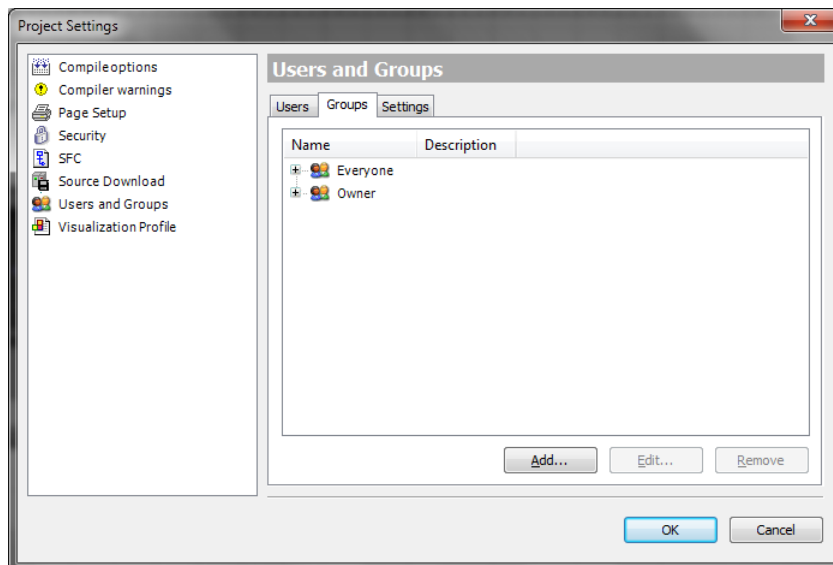 Project Settings
Compileoptions
Compiler warnings
Page Setup
Security
SFC
Source Download
Users and Groups
Visualization Profile
Users and Groups
Users Groups Settings
Name Description
Everyone
Owner
Add... Edit... Remove
OK Cancel